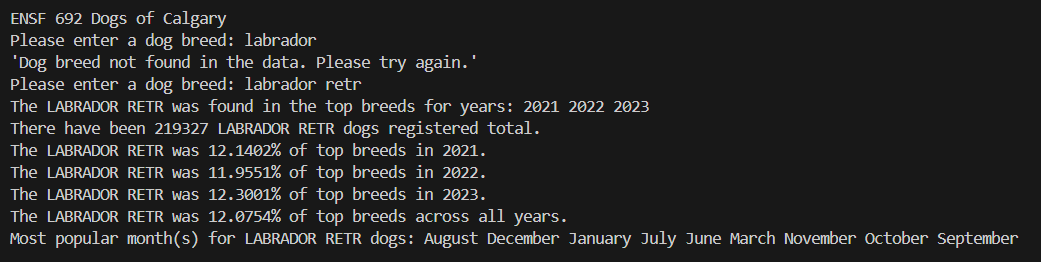 ENSF 692 Dogs of Calgary
Please enter a dog breed: labrador
'Dog breed not found in the data. Please try again.'
Please enter a dog breed: labrador retr
The LABRADOR RETR was found in the top breeds for years: 2021 2022 2023
There have been 219327 LABRADOR RETR dogs registered total.
The LABRADOR RETR was 12.1402% of top breeds in 2021.
The LABRADOR RETR was 11.9551% of top breeds in 2022.
The LABRADOR RETR was 12.3001% of top breeds in 2023.
The LABRADOR RETR was 12.0754% of top breeds across all years.
Most popular month(s) for LABRADOR RETR dogs: August December January July June March November October September